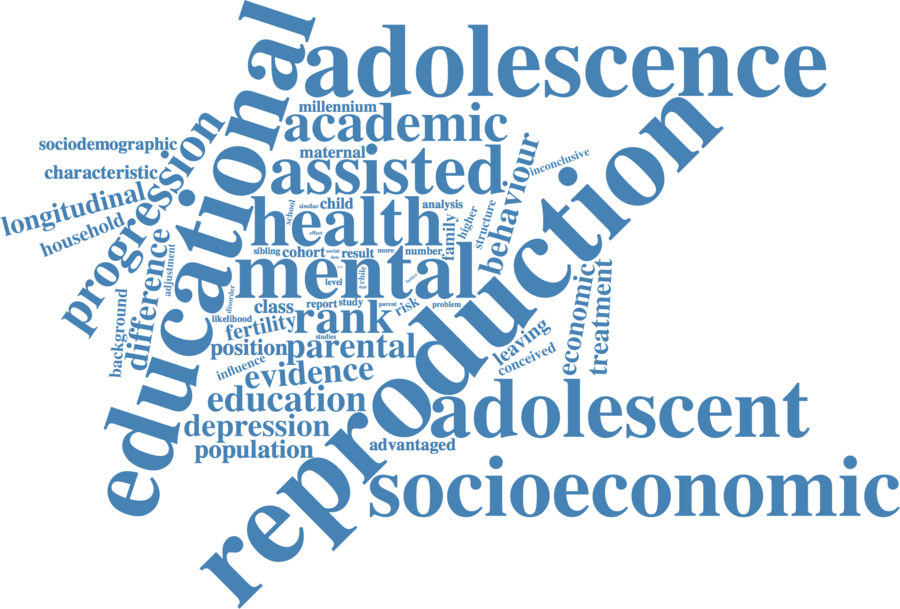 educational
adolescence
reproduction
millennium
academic
sociodemographic
progression
maternal
assisted
behaviour
inconclusive
characteristic
longitudinal
household
school
similar
child
analysis
effect
health
family
higher
structure
difference
adjustment
sibling
cohort
social
result
more
number
mental
level
child
better
background
disorder
class
report
study
parent
risk
problem
likelihood
fertility
rank
studies
economic
treatment
position
parental
leaving
conceived
influence
evidence
education
adolescent
depression
population
advantaged
socioeconomic